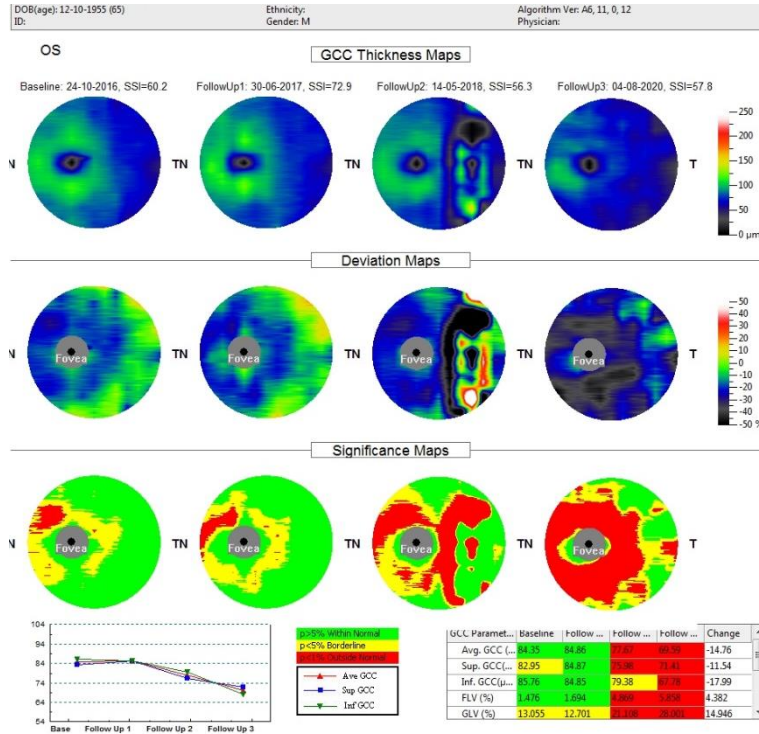 DOB(age): 12-10-1955 (65) Ethnicity: Algorithm Ver: A6, 11, 0, 12
ID: Gender: M Physician:
OS
GCC Thickness Maps
Baseline: 24-10-2016, SSI=60.2 FollowUp1: 30-06-2017, SSI=72.9 FollowUp2: 14-05-2018, SSI=56.3 FollowUp3: 04-08-2020, SSI=57.8
250
200
N TN TN TN T
150
100
50
0 µm
Deviation Maps
50
40
30
20
10
N Fovea TN Fovea TN Fovea TN Fovea T
0
-10
-20
-30
-40
-50 %
Significance Maps
N Fovea TN Fovea TN Fovea TN Fovea T
104
94
84
74
64
54
Base Follow Up 1 Follow Up 2 Follow Up 3
p>5% Within Normal
p<5% Borderline
p<1% Outside Normal
Ave GCC
Sup GCC
Inf GCC
GCC Paramet... Baseline Follow ... Follow ... Follow ... Change
Avg. GCC (... 84.35 84.86 77.67 69.59 -14.76
Sup. GCC(... 82.95 84.87 75.98 71.41 -11.54
Inf. GCC(µ... 85.76 84.85 79.38 67.78 -17.99
FLV (%) 1.476 1.694 4.869 5.858 4.382
GLV (%) 13.055 12.701 21.106 28.001 14.946